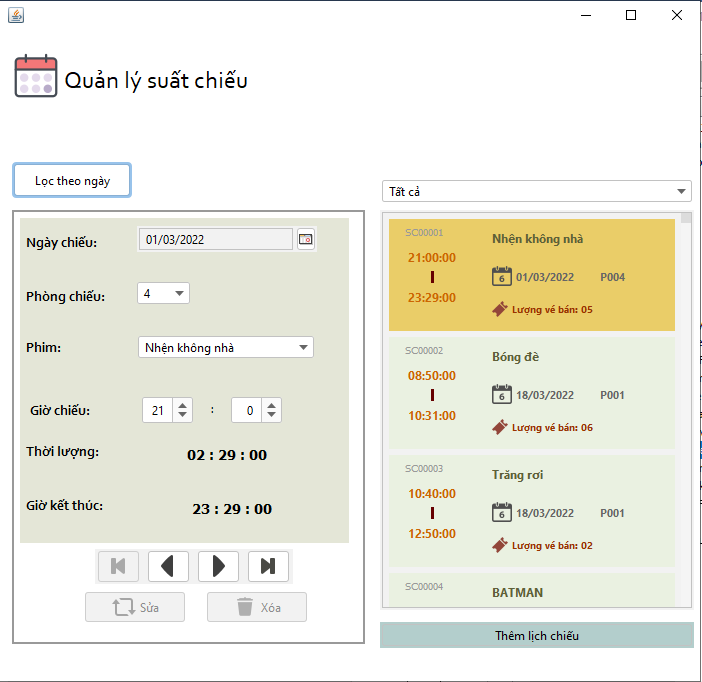 Quản lý suất chiếu
Lọc theo ngày
Ngày chiếu:
01/03/2022
Phòng chiếu:
4
Phim:
Nhện không nhà
Giờ chiếu:
21
:
0
Thời lượng:
02 : 29 : 00
Giờ kết thúc:
23 : 29 : 00
Sửa
Xóa
Tất cả
SC00001
Nhện không nhà
21:00:00
6
01/03/2022
P004
23:29:00
Lượng vé bán: 05
SC00002
Bóng đè
08:50:00
6
18/03/2022
P001
10:31:00
Lượng vé bán: 06
SC00003
Trăng rơi
10:40:00
6
18/03/2022
P001
12:50:00
Lượng vé bán: 02
SC00004
BATMAN
Thêm lịch chiếu